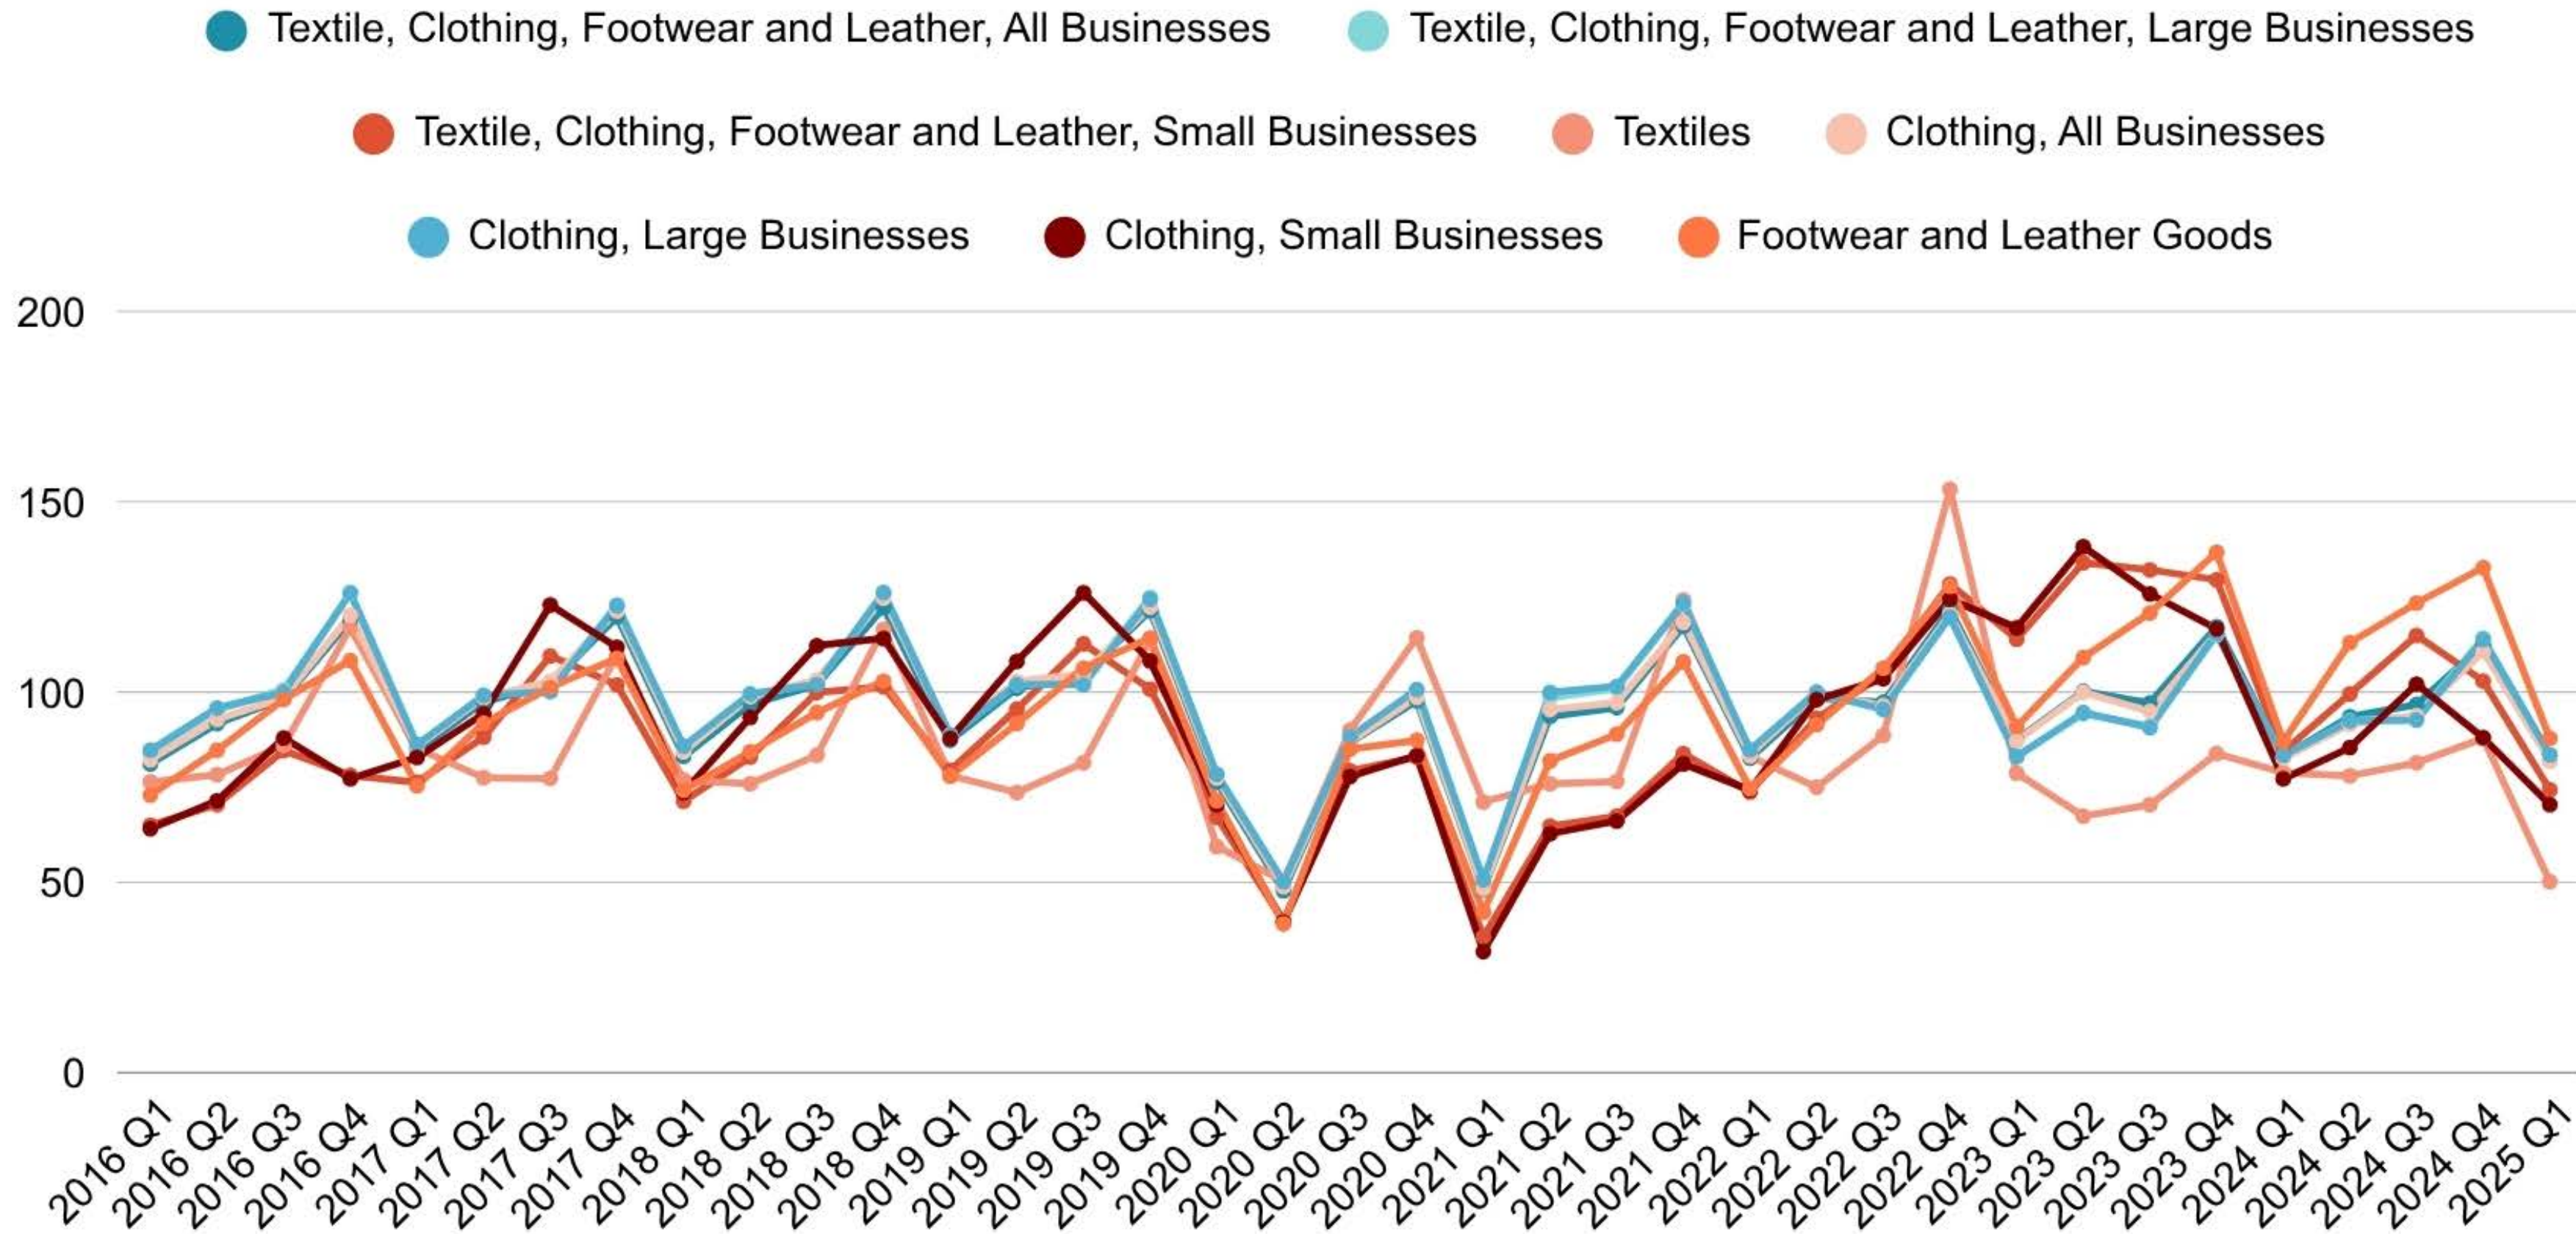 Textile, Clothing, Footwear and Leather, All Businesses
Textile, Clothing, Footwear and Leather, Large Businesses
Textile, Clothing, Footwear and Leather, Small Businesses
Textiles
Clothing, All Businesses
Clothing, Large Businesses
Clothing, Small Businesses
Footwear and Leather Goods
200
150
100
50
0
2016 Q1
2016 Q2
2016 Q3
2016 Q4
2017 Q1
2017 Q2
2017 Q3
2017 Q4
2018 Q1
2018 Q2
2018 Q3
2018 Q4
2019 Q1
2019 Q2
2019 Q3
2019 Q4
2020 Q1
2020 Q2
2020 Q3
2020 Q4
2021 Q1
2021 Q2
2021 Q3
2021 Q4
2022 Q1
2022 Q2
2022 Q3
2022 Q4
2023 Q1
2023 Q2
2023 Q3
2023 Q4
2024 Q1
2024 Q2
2024 Q3
2024 Q4
2025 Q1